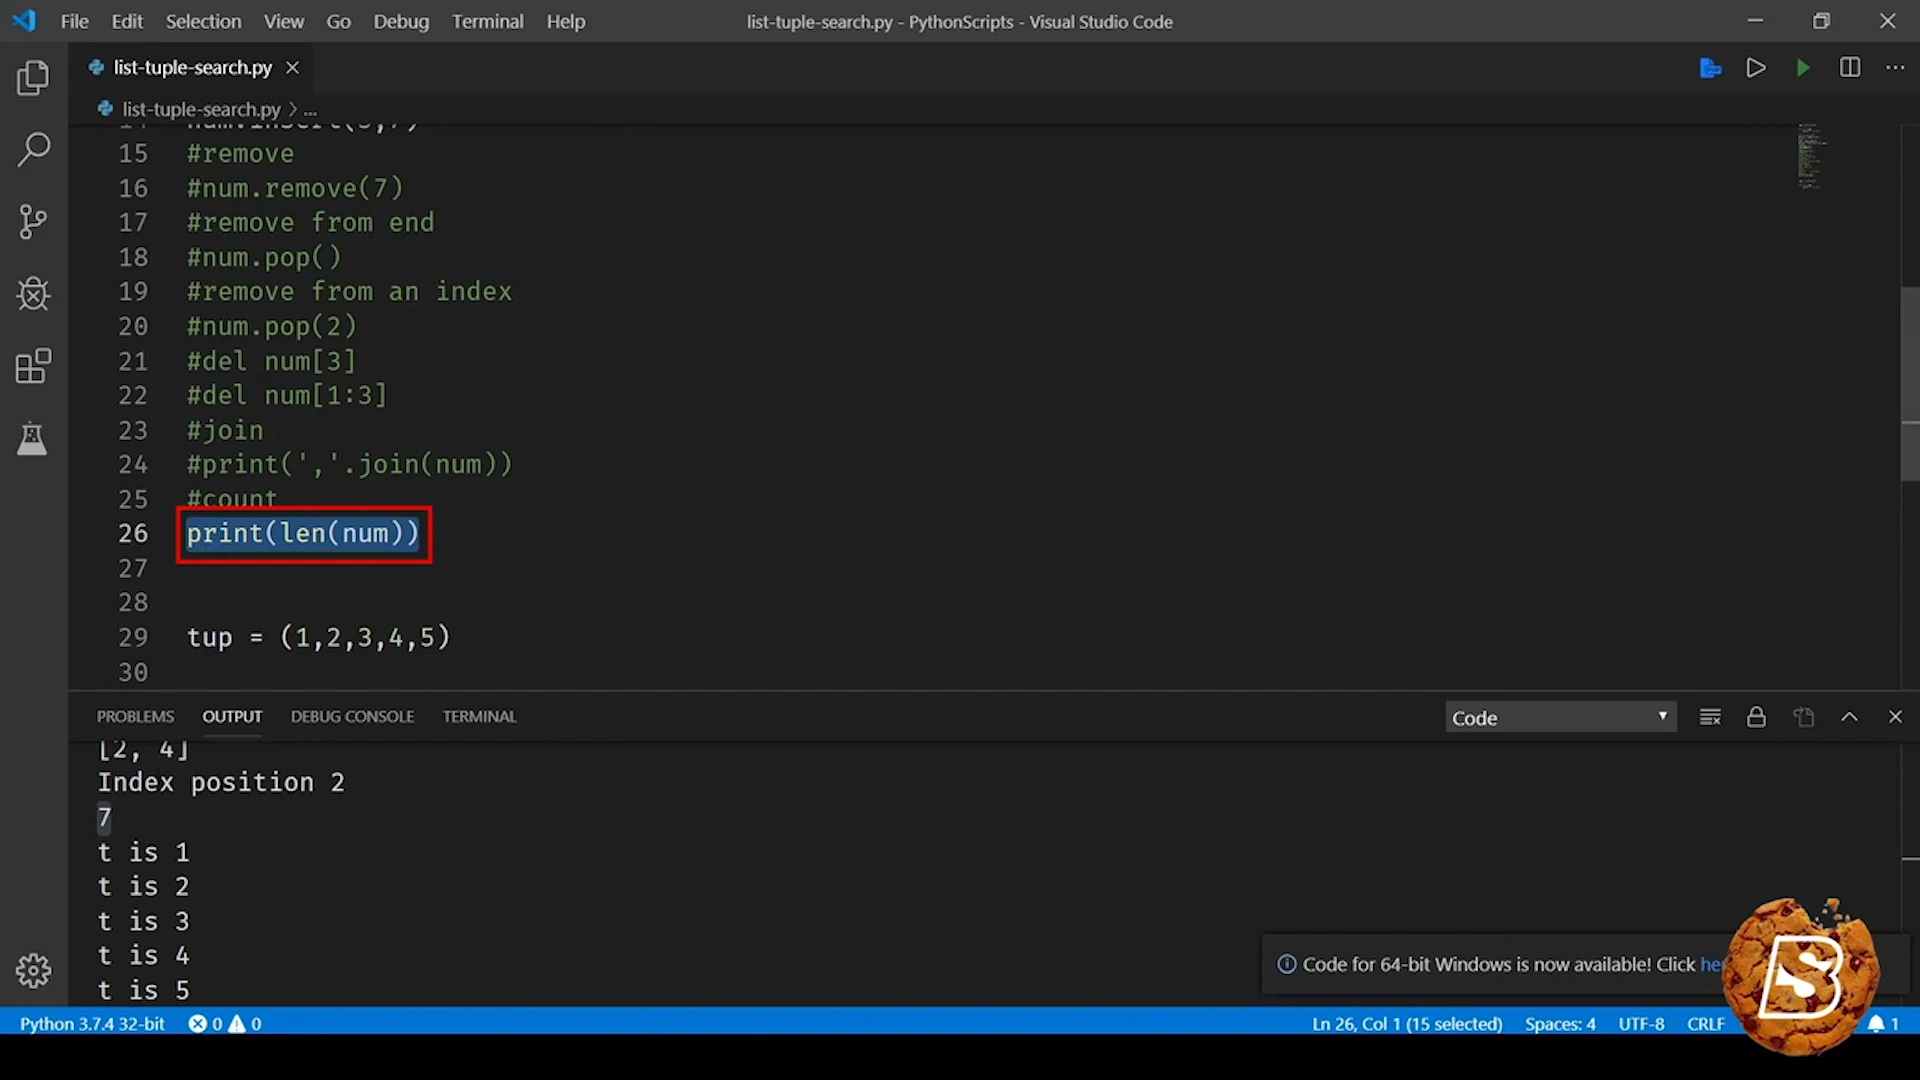 File Edit Selection View Go Debug Terminal Help
list-tuple-search.py - PythonScripts - Visual Studio Code
list-tuple-search.py
list-tuple-search.py > ...
15 #remove
16 #num.remove(7)
17 #remove from end
18 #num.pop()
19 #remove from an index
20 #num.pop(2)
21 #del num[3]
22 #del num[1:3]
23 #join
24 #print(','.join(num))
25 #count
26 print(len(num))
27
28
29 tup = (1,2,3,4,5)
30
PROBLEMS OUTPUT DEBUG CONSOLE TERMINAL
Code
[2, 4]
Index position 2
7
t is 1
t is 2
t is 3
t is 4
t is 5
Code for 64-bit Windows is now available! Click
Python 3.7.4 32-bit 0 0
Ln 26, Col 1 (15 selected) Spaces: 4 UTF-8 CRLF 1